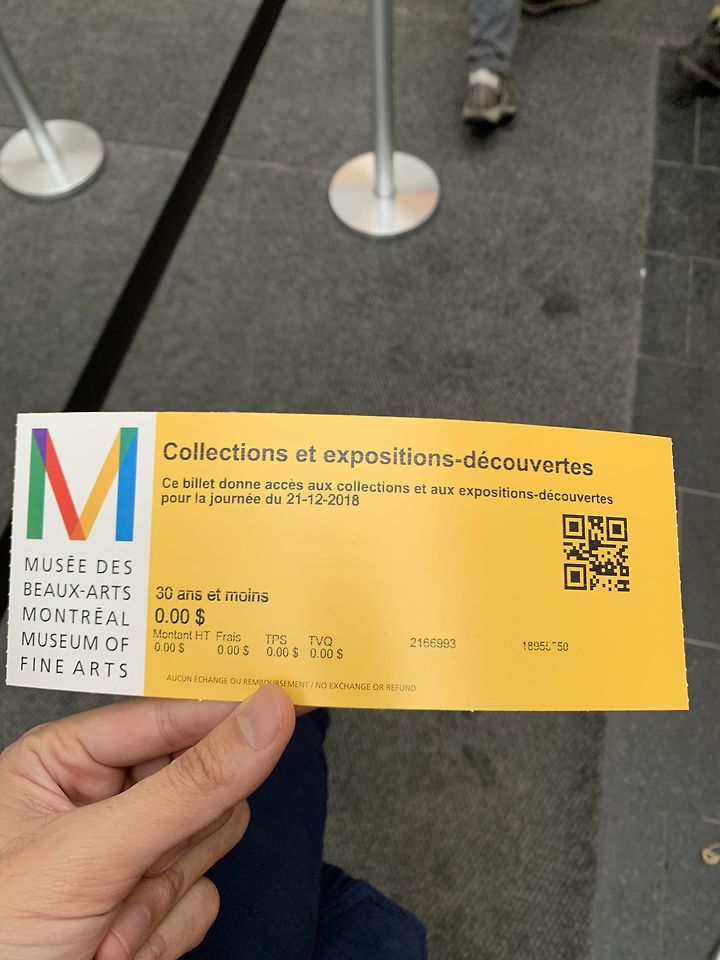 M
MUSÉE DES
BEAUX-ARTS
MONTRÉAL
MUSEUM OF
FINE ARTS
Collections et expositions-découvertes
Ce billet donne accès aux collections et aux expositions-découvertes
pour la journée du 21-12-2018
30 ans et moins
0.00 $
Montant HT Frais TPS TVQ
0.00 $ 0.00 $ 0.00 $ 0.00 $ 2166993
AUCUN ÉCHANGE OU REMBOURSEMENT / NO EXCHANGE OR REFUND